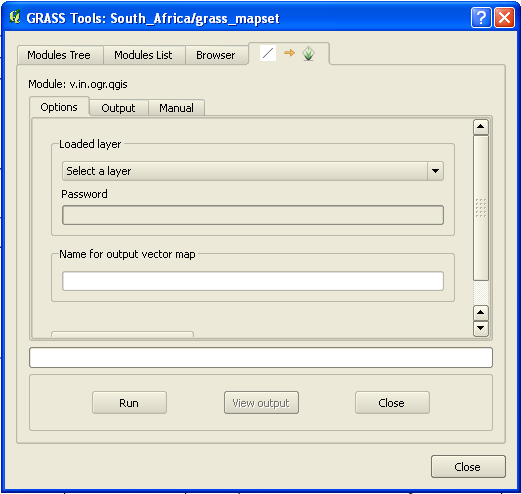 GRASS Tools: South_Africa/grass_mapset
Modules Tree Modules List Browser
Module: v.in.ogr.qgis
Options Output Manual
Loaded layer
Select a layer
Password
Name for output vector map
Run View output Close
Close